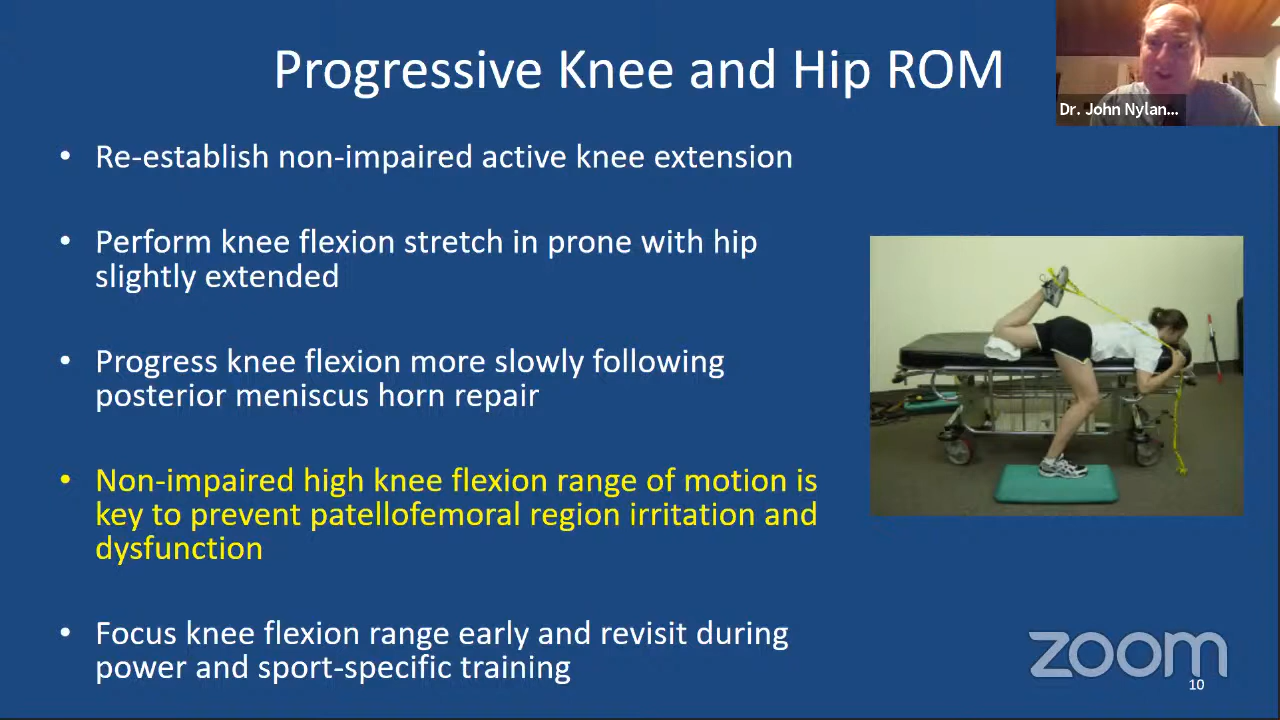 Progressive Knee and Hip ROM
Dr. John Nylan...
• Re-establish non-impaired active knee extension
• Perform knee flexion stretch in prone with hip
slightly extended
• Progress knee flexion more slowly following
posterior meniscus horn repair
• Non-impaired high knee flexion range of motion is
key to prevent patellofemoral region irritation and
dysfunction
• Focus knee flexion range early and revisit during
power and sport-specific training
zoom
10